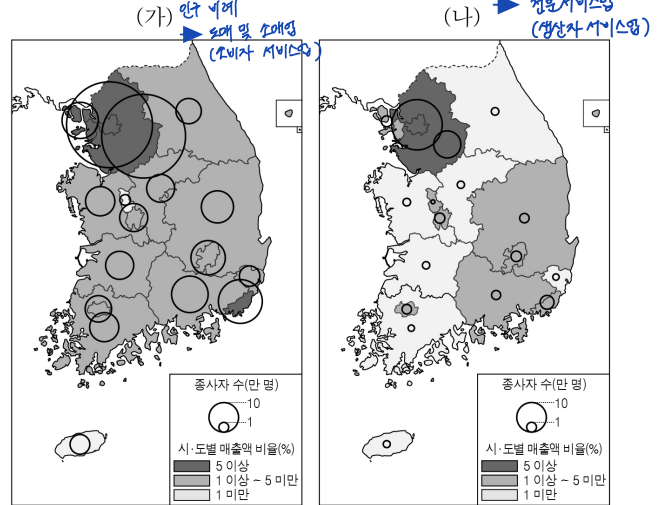 (가) 인구 비례
▶ 도매 및 소매업
(소비자 서비스업)
종사자 수(만 명)
10
1
시·도별 매출액 비율(%)
5 이상
1 이상 ~ 5 미만
1 미만
(나) ▶ 전문서비스업
(생산자 서비스업)
종사자 수(만 명)
10
1
시·도별 매출액 비율(%)
5 이상
1 이상 ~ 5 미만
1 미만